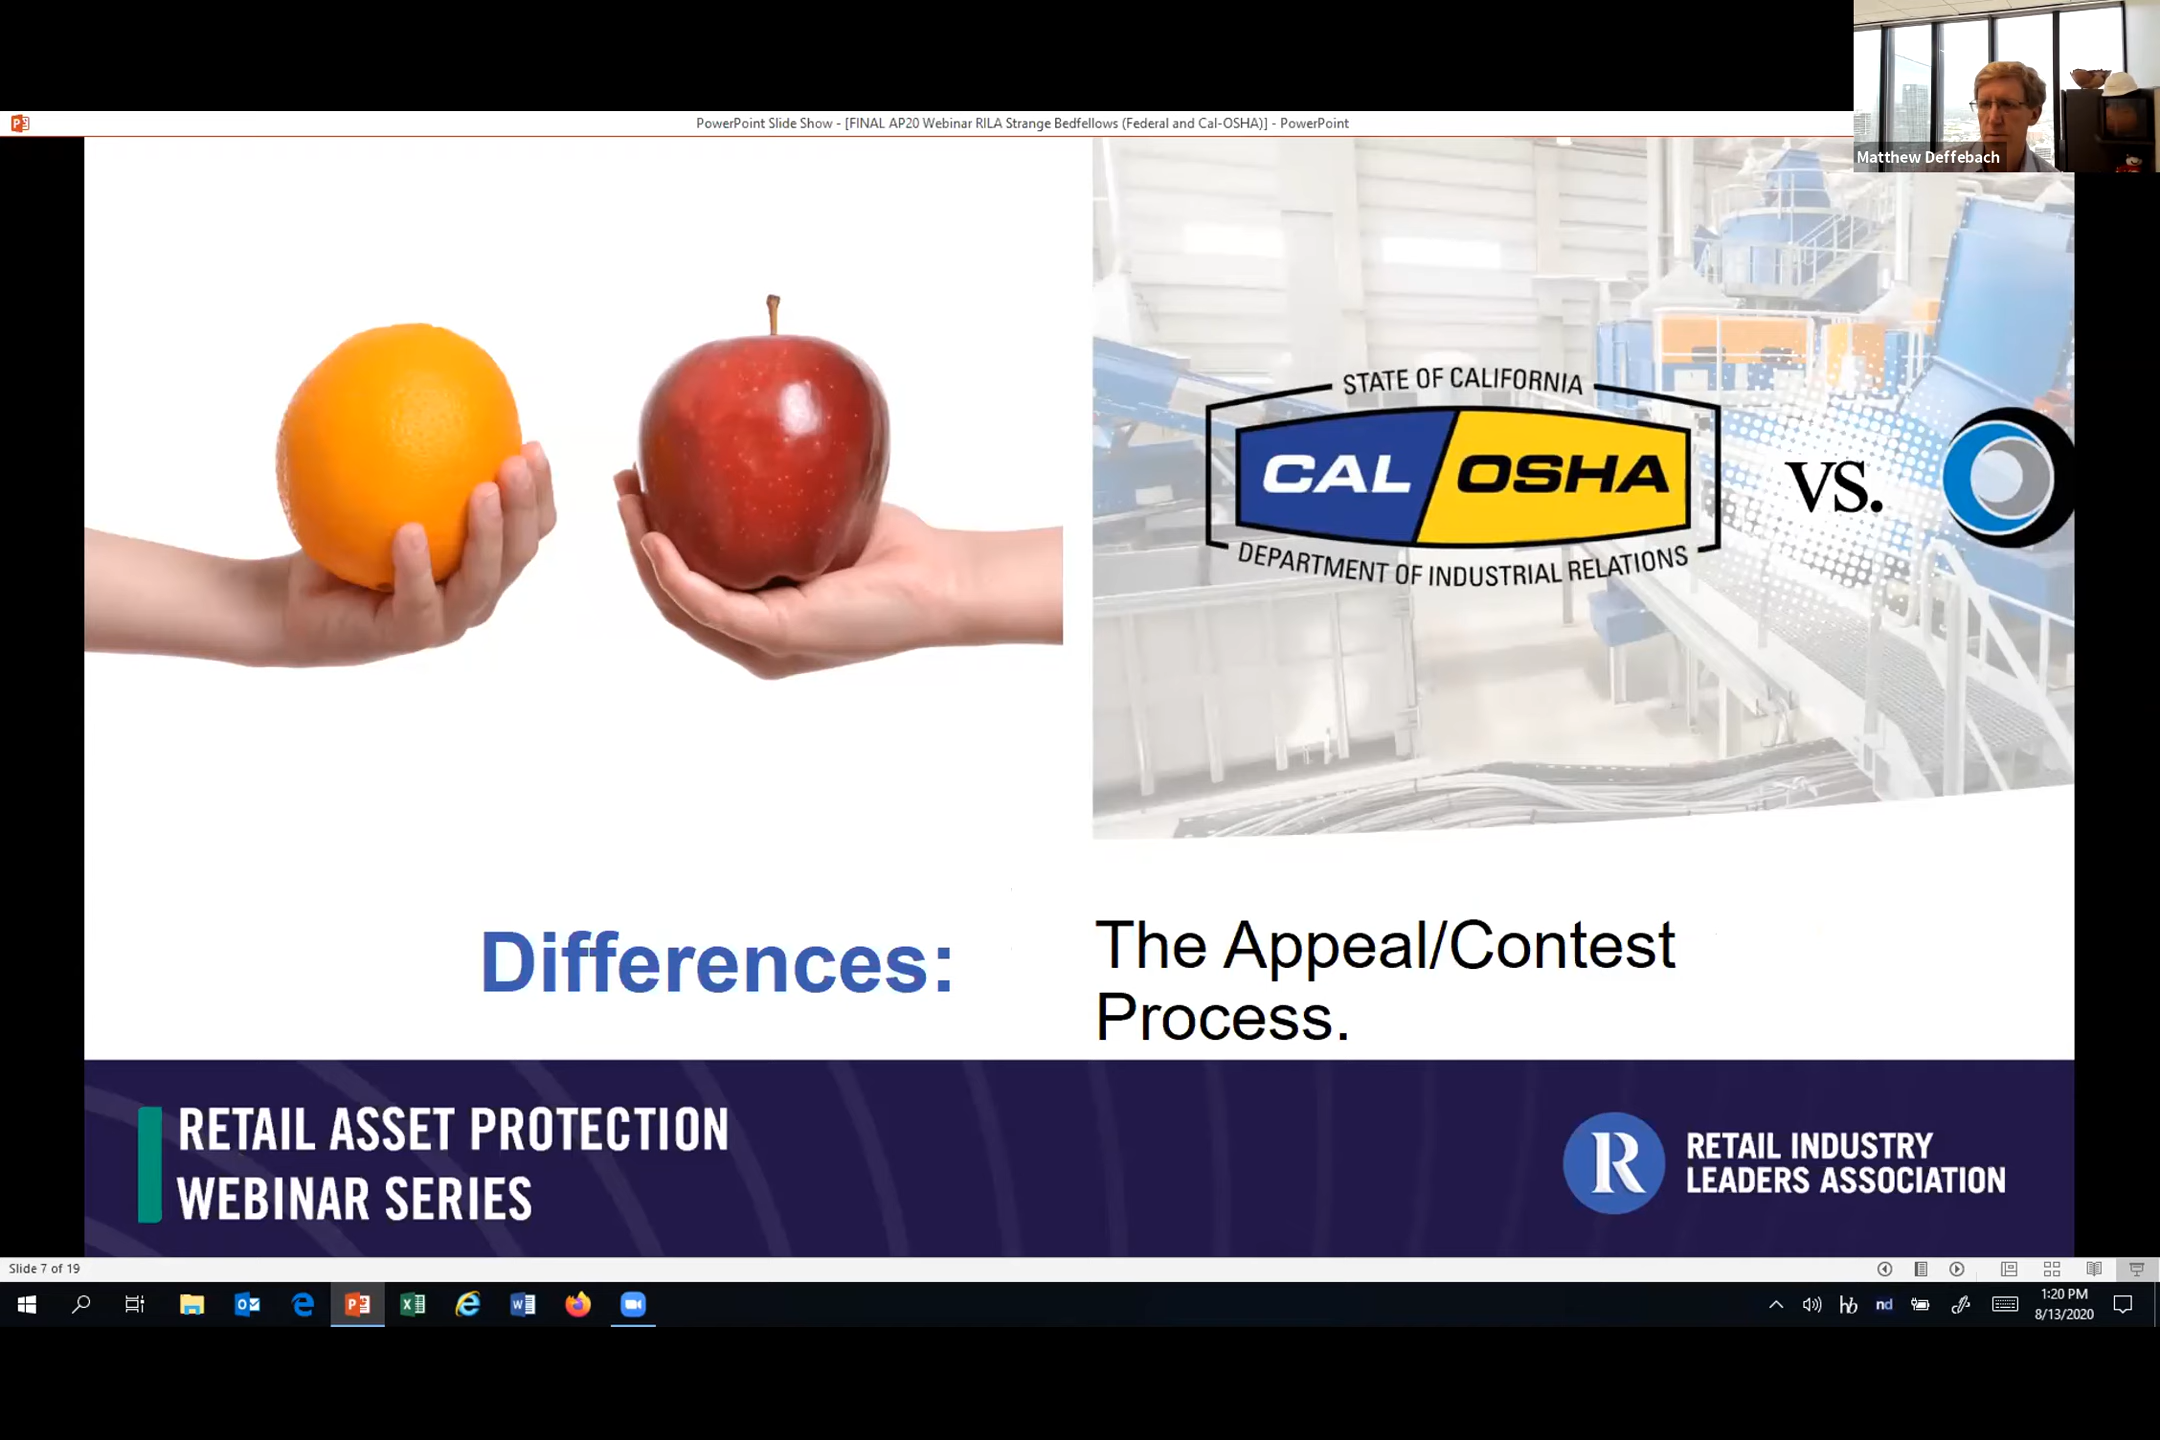 PowerPoint Slide Show - [FINAL AP20 Webinar RILA Strange Bedfellows (Federal and Cal-OSHA)] - PowerPoint
Matthew Deffebach
STATE OF CALIFORNIA
CAL OSHA
DEPARTMENT OF INDUSTRIAL RELATIONS
VS.
Differences:
The Appeal/Contest
Process.
RETAIL ASSET PROTECTION
WEBINAR SERIES
R
RETAIL INDUSTRY
LEADERS ASSOCIATION
Slide 7 of 19
hb
nd
1:20 PM
8/13/2020